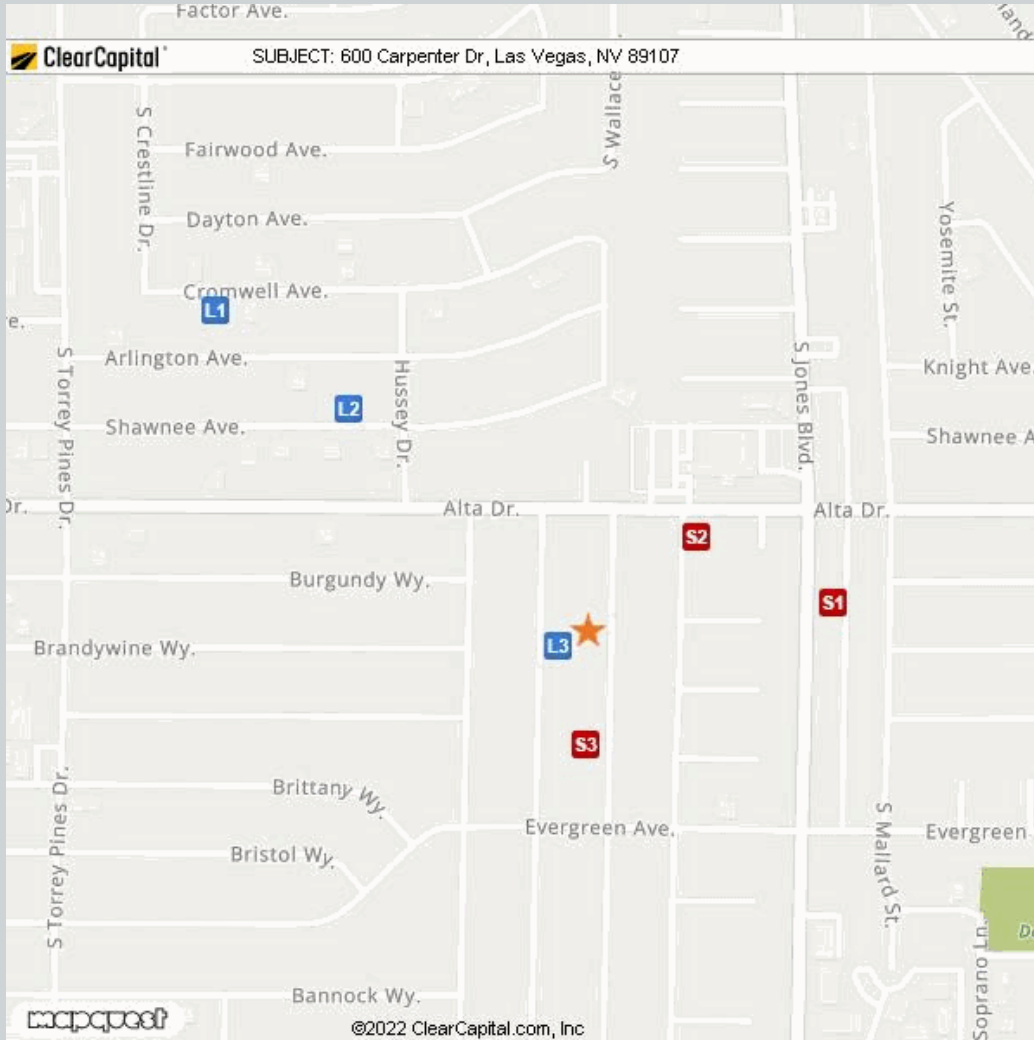 Factor Ave.
ClearCapital
SUBJECT: 600 Carpenter Dr, Las Vegas, NV 89107
S Crestline Dr.
Fairwood Ave.
Dayton Ave.
Yosemite St.
Cromwell Ave.
L1
S Torrey Pines Dr.
Arlington Ave.
Hussey Dr.
S Jones Blvd.
Knight Ave.
L2
Shawnee Ave.
Shawnee A
Dr.
Alta Dr.
Alta Dr.
S2
Burgundy Wy.
S1
Brandywine Wy.
L3
S3
S Torrey Pines Dr.
Brittany Wy.
Evergreen Ave.
S Mallard St.
Evergreen
Bristol Wy.
Soprano Ln.
Bannock Wy.
mapquest
©2022 ClearCapital.com, Inc